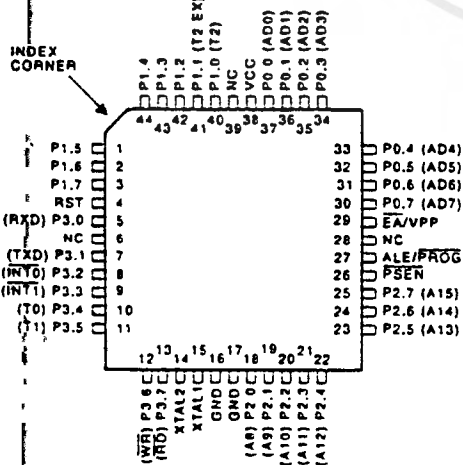 INDEX
CORNER
P1.4
P1.3
P1.2
P1.1 (T2 EX)
P1.0 (T2)
NC
VCC
P0.0 (AD0)
P0.1 (AD1)
P0.2 (AD2)
P0.3 (AD3)
44 43 42 41 40 39 38 37 36 35 34
P1.5 1
P1.6 2
P1.7 3
RST 4
(RXD) P3.0 5
NC 6
(TXD) P3.1 7
(INT0) P3.2 8
(INT1) P3.3 9
(T0) P3.4 10
(T1) P3.5 11
33 P0.4 (AD4)
32 P0.5 (AD5)
31 P0.6 (AD6)
30 P0.7 (AD7)
29 EA/VPP
28 NC
27 ALE/PROG
26 PSEN
25 P2.7 (A15)
24 P2.6 (A14)
23 P2.5 (A13)
12 13 14 15 16 17 18 19 20 21 22
(WR) P3.6
(RD) P3.7
XTAL2
XTAL1
GND
GND
(A8) P2.0
(A9) P2.1
(A10) P2.2
(A11) P2.3
(A12) P2.4